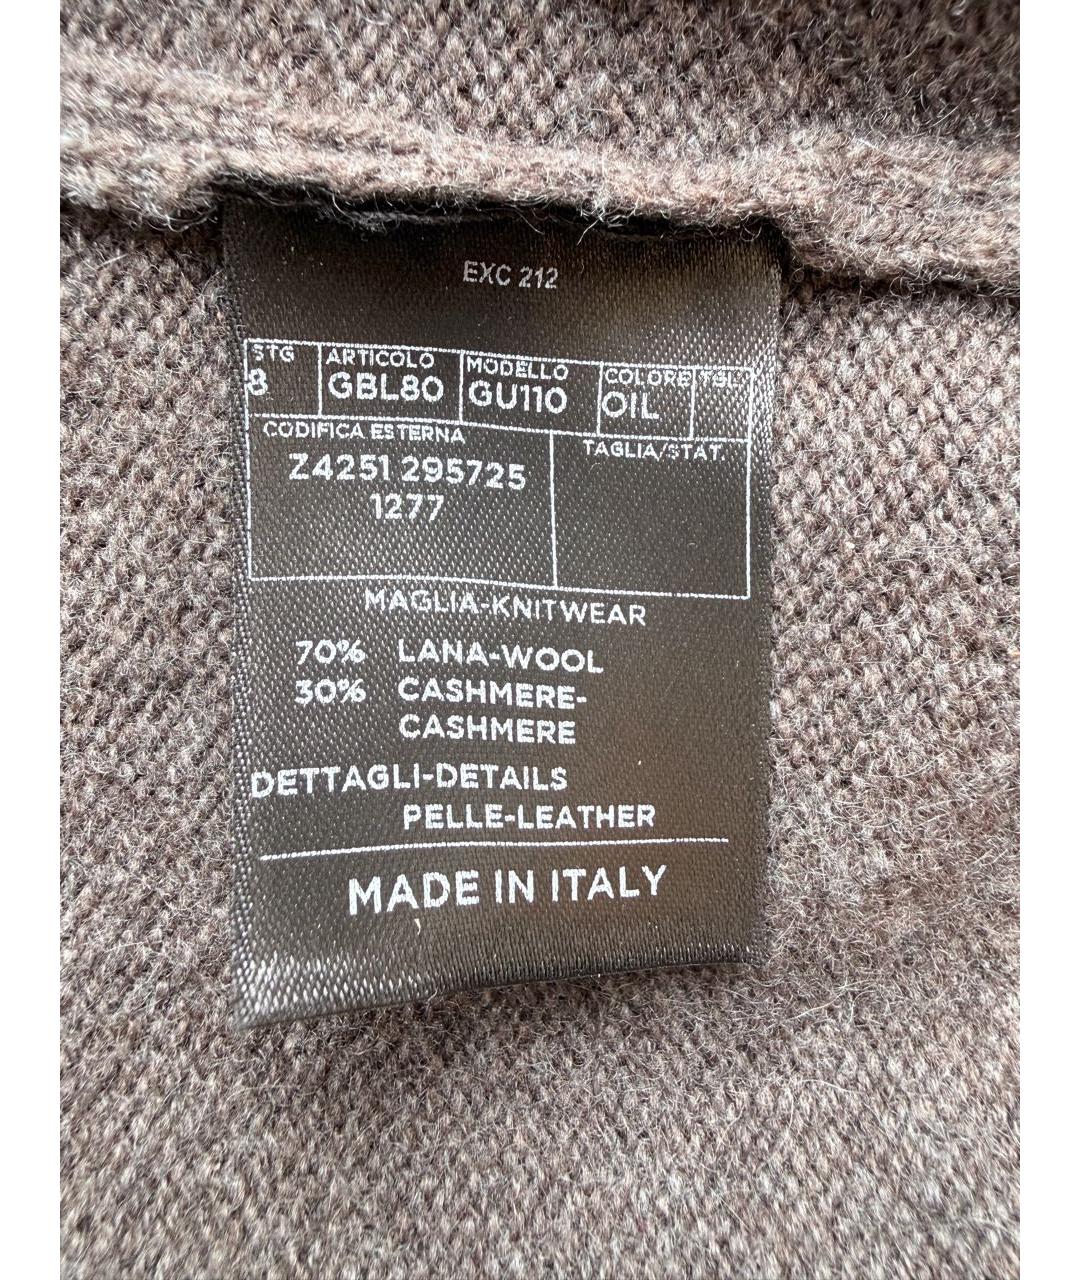 EXC 212
STG ARTICOLO MODELLO COLORE TGL.
8 GBL80 GU110 OIL
CODIFICA ESTERNA TAGLIA/STAT.
Z4251 295725
1277
MAGLIA-KNITWEAR
70% LANA-WOOL
30% CASHMERE-
CASHMERE
DETTAGLI-DETAILS
PELLE-LEATHER
MADE IN ITALY